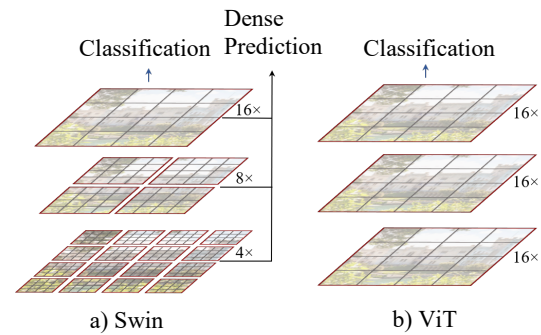 Dense
Prediction
Classification
16×
8×
4×
a) Swin
Classification
16×
16×
16×
b) ViT